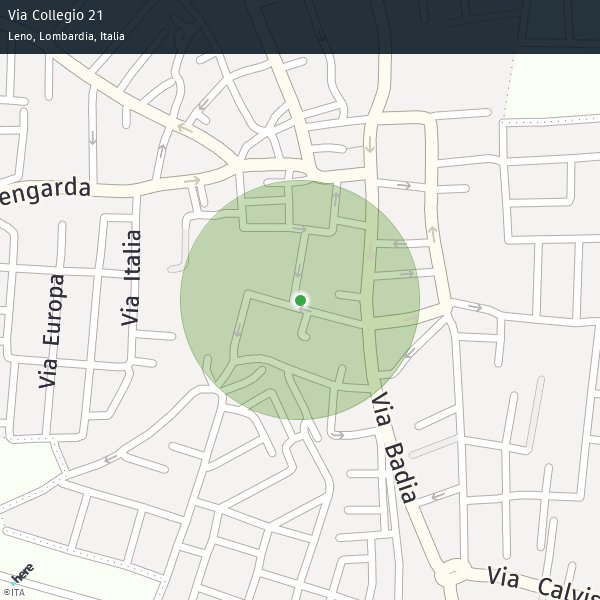 Via Collegio 21
Leno, Lombardia, Italia
engarda
Via Italia
Via Europa
Via Badia
Via Calvis
here
©ITA